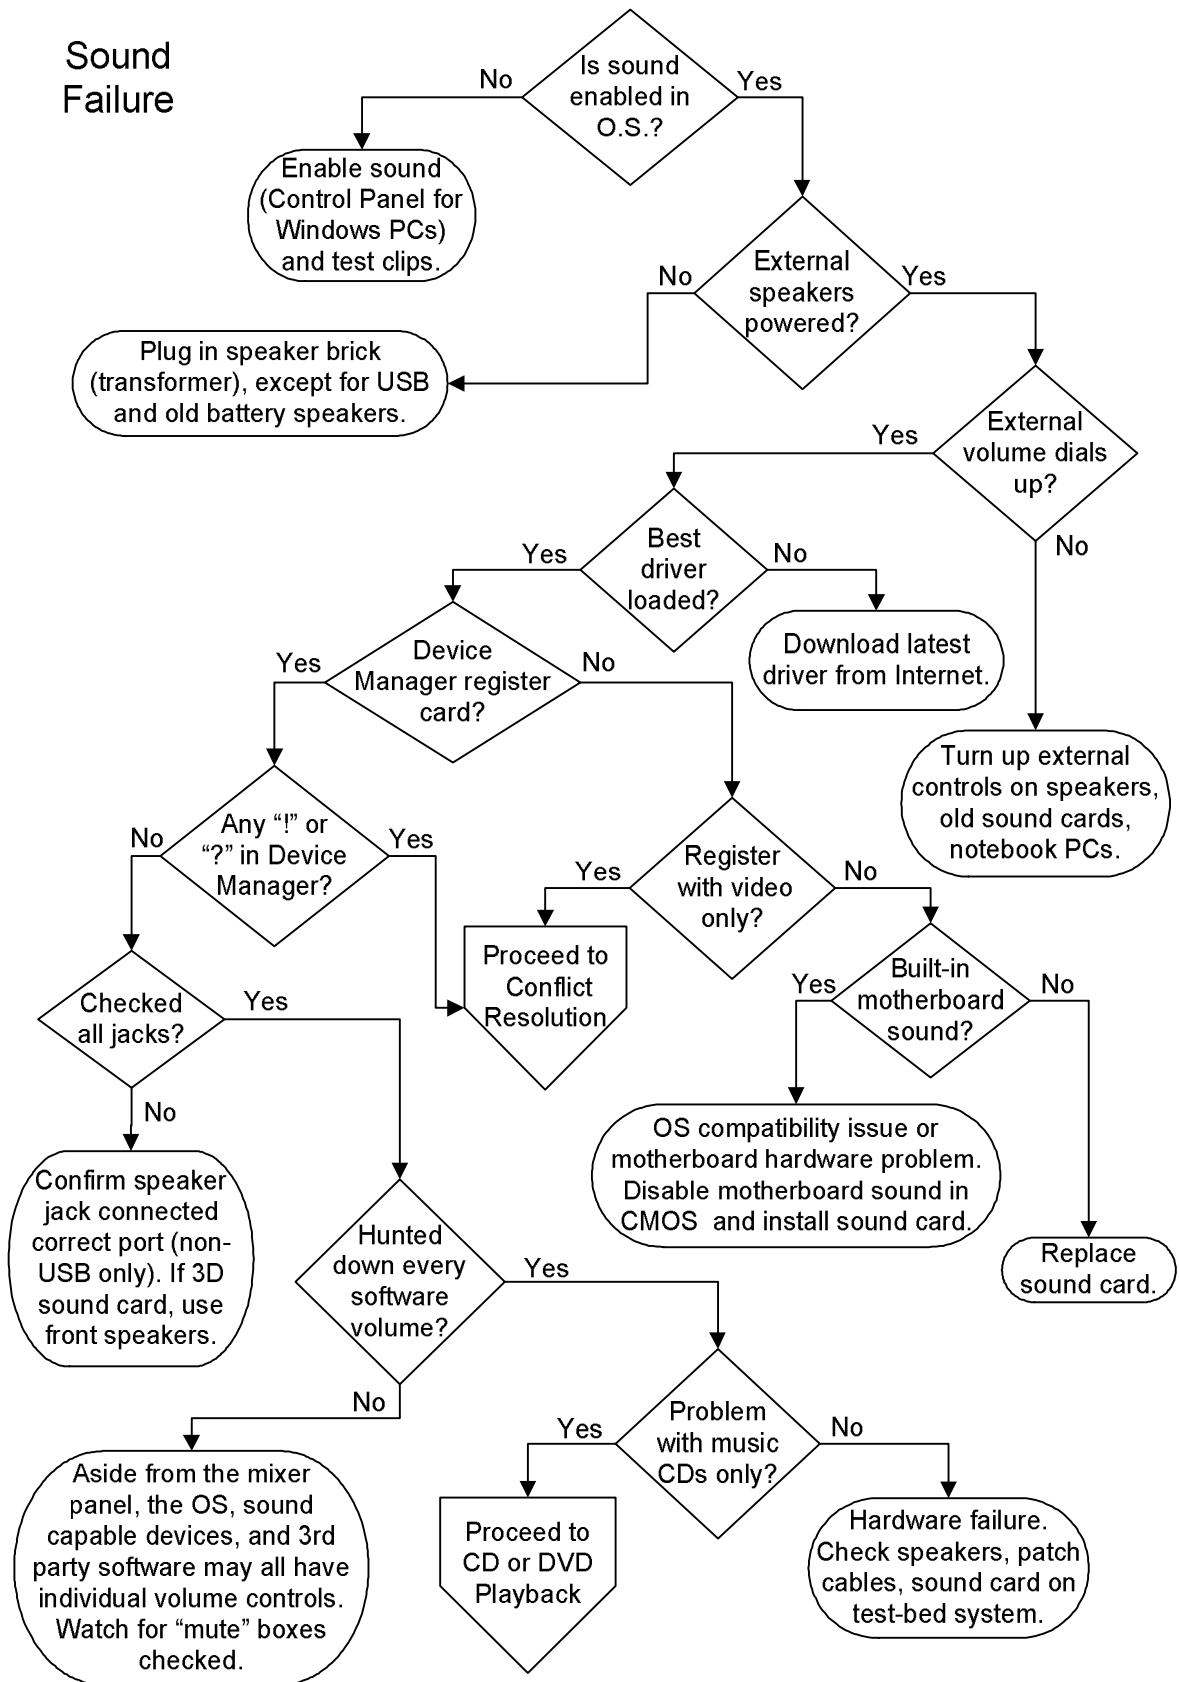 Sound
Failure
Is sound
enabled in
O.S.?
No
Yes
Enable sound
(Control Panel for
Windows PCs)
and test clips.
External
speakers
powered?
No
Yes
Plug in speaker brick
(transformer), except for USB
and old battery speakers.
External
volume dials
up?
Yes
No
Best
driver
loaded?
Yes
No
Download latest
driver from Internet.
Turn up external
controls on speakers,
old sound cards,
notebook PCs.
Device
Manager register
card?
Yes
No
Any “!” or
“?” in Device
Manager?
No
Yes
Register
with video
only?
Yes
No
Proceed to
Conflict
Resolution
Built-in
motherboard
sound?
Yes
No
Checked
all jacks?
Yes
No
OS compatibility issue or
motherboard hardware problem.
Disable motherboard sound in
CMOS and install sound card.
Replace
sound card.
Confirm speaker
jack connected
correct port (non-
USB only). If 3D
sound card, use
front speakers.
Hunted
down every
software
volume?
Yes
No
Problem
with music
CDs only?
Yes
No
Aside from the mixer
panel, the OS, sound
capable devices, and 3rd
party software may all have
individual volume controls.
Watch for “mute” boxes
checked.
Proceed to
CD or DVD
Playback
Hardware failure.
Check speakers, patch
cables, sound card on
test-bed system.